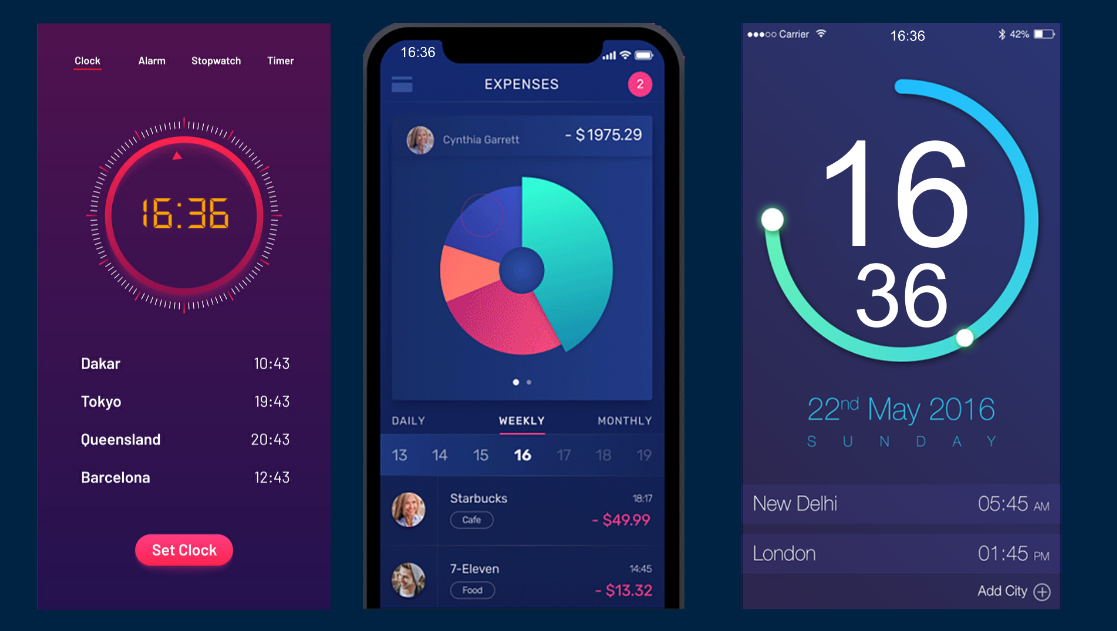 Clock Alarm Stopwatch Timer
16:36
Dakar 10:43
Tokyo 19:43
Queensland 20:43
Barcelona 12:43
Set Clock
16:36
EXPENSES 2
Cynthia Garrett - $1975.29
DAILY WEEKLY MONTHLY
13 14 15 16 17 18 19
Starbucks 18:17
Cafe - $49.99
7-Eleven 14:45
Food - $13.32
Carrier 16:36 42%
16
36
22nd May 2016
SUNDAY
New Delhi 05:45 AM
London 01:45 PM
Add City